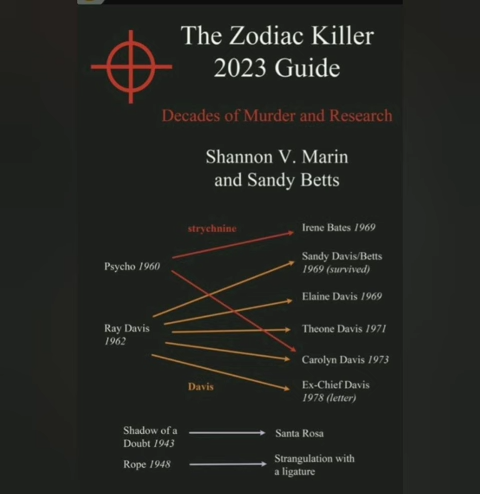 The Zodiac Killer
2023 Guide
Decades of Murder and Research
Shannon V. Marin
and Sandy Betts
strychnine
Irene Bates 1969
Psycho 1960
Sandy Davis/Betts
1969 (survived)
Elaine Davis 1969
Ray Davis
1962
Theone Davis 1971
Carolyn Davis 1973
Davis
Ex-Chief Davis
1978 (letter)
Shadow of a
Doubt 1943
Santa Rosa
Rope 1948
Strangulation with
a ligature